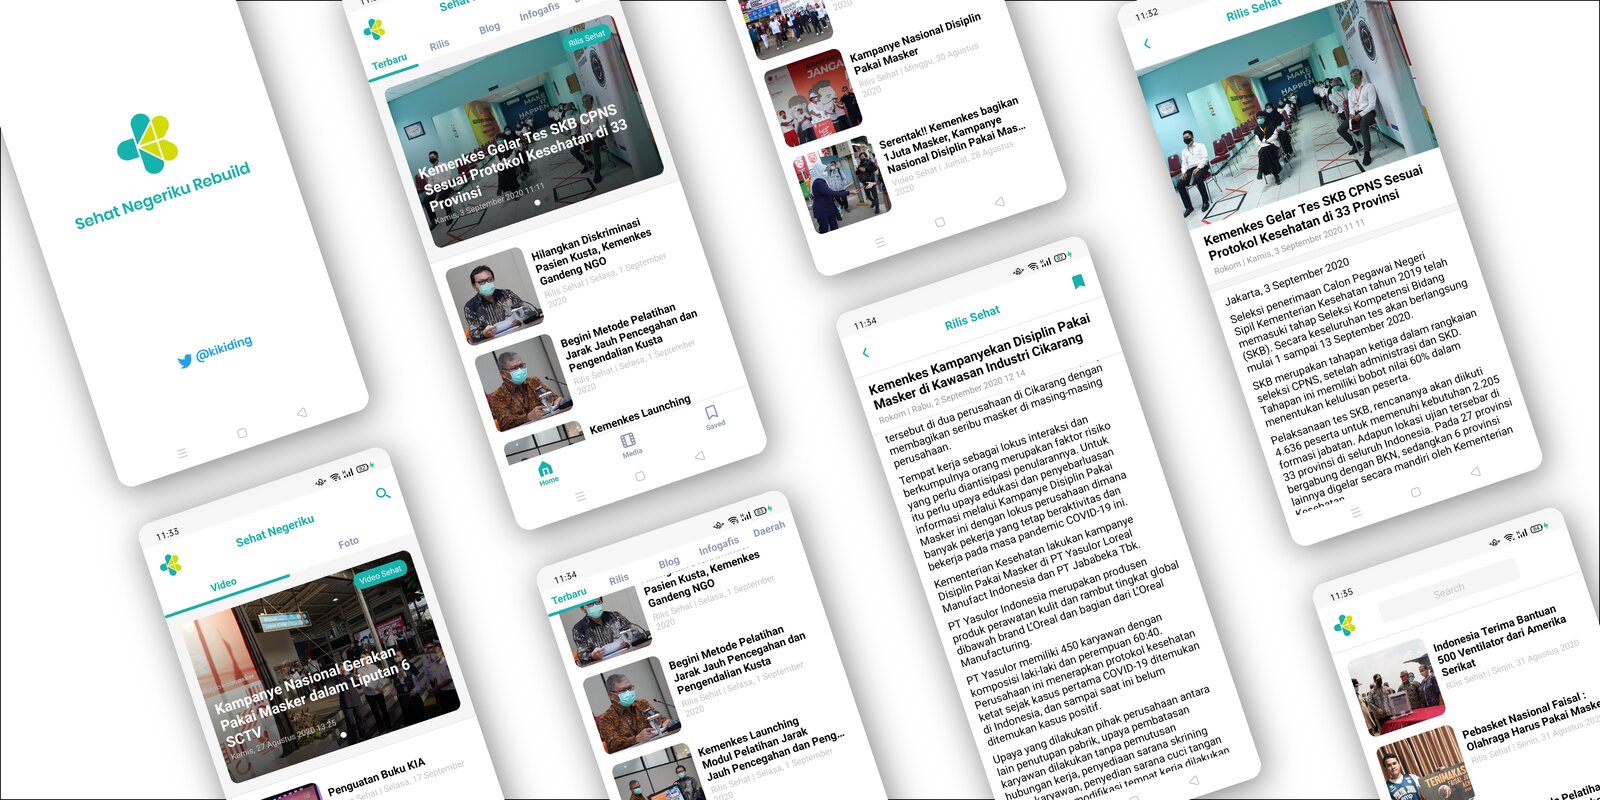 Sehat Negeriku Rebuild
@kikiding
Terbaru
Rilis
Blog
Infogafis
Rilis Sehat
Kemenkes Gelar Tes SKB CPNS
Sesuai Protokol Kesehatan di 33
Provinsi
Kamis, 3 September 2020 11:11
Hilangkan Diskriminasi
Pasien Kusta, Kemenkes
Gandeng NGO
Rilis Sehat | Selasa, 1 September
2020
Begini Metode Pelatihan
Jarak Jauh Pencegahan dan
Pengendalian Kusta
Rilis Sehat | Selasa, 1 September
2020
Kemenkes Launching
Home
Media
Saved
2020
Kampanye Nasional Disiplin
Pakai Masker
Rilis Sehat | Minggu, 30 Agustus
2020
Serentak!! Kemenkes bagikan
1Juta Masker, Kampanye
Nasional Disiplin Pakai Mas...
Video Sehat | Jumat, 28 Agustus
2020
11:32
Rilis Sehat
MAKE
IT
HAPPEN
Kemenkes Gelar Tes SKB CPNS Sesuai
Protokol Kesehatan di 33 Provinsi
Rokom | Kamis, 3 September 2020 11 11
Jakarta, 3 September 2020
Seleksi penerimaan Calon Pegawai Negeri
Sipil Kementerian Kesehatan tahun 2019 telah
memasuki tahap Seleksi Kompetensi Bidang
(SKB). Secara keseluruhan tes akan berlangsung
mulai 1 sampai 13 September 2020.
SKB merupakan tahapan ketiga dalam rangkaian
seleksi CPNS, setelah administrasi dan SKD.
Tahapan ini memiliki bobot nilai 60% dalam
menentukan kelulusan peserta.
Pelaksanaan tes SKB, rencananya akan diikuti
4.636 peserta untuk memenuhi kebutuhan 2.205
formasi jabatan. Adapun lokasi ujian tersebar di
33 provinsi di seluruh Indonesia. Pada 27 provinsi
bergabung dengan BKN, sedangkan 6 provinsi
lainnya digelar secara mandiri oleh Kementerian
Kesehatan
11:33
Sehat Negeriku
Video
Foto
Video Sehat
Kampanye Nasional Gerakan
Pakai Masker dalam Liputan 6
SCTV
Kamis, 27 Agustus 2020 13:25
Penguatan Buku KIA
Rilis Sehat | Selasa, 17 September
11:34
Terbaru
Rilis
Blog
Infogafis
Daerah
Pasien Kusta, Kemenkes
Gandeng NGO
Rilis Sehat | Selasa, 1 September
2020
Begini Metode Pelatihan
Jarak Jauh Pencegahan dan
Pengendalian Kusta
Rilis Sehat | Selasa, 1 September
2020
Kemenkes Launching
Modul Pelatihan Jarak
Jauh Pencegahan dan Peng...
Rilis Sehat | Selasa, 1 September
2020
11:34
Rilis Sehat
Kemenkes Kampanyekan Disiplin Pakai
Masker di Kawasan Industri Cikarang
Rokom | Rabu, 2 September 2020 12 14
tersebut di dua perusahaan di Cikarang dengan
membagikan seribu masker di masing-masing
perusahaan.
Tempat kerja sebagai lokus interaksi dan
berkumpulnya orang merupakan faktor risiko
yang perlu diantisipasi penularannya. Untuk
itu perlu upaya edukasi dan penyebarluasan
informasi melalui Kampanye Disiplin Pakai
Masker ini dengan lokus perusahaan dimana
banyak pekerja yang tetap beraktivitas dan
bekerja pada masa pandemic COVID-19 ini.
Kementerian Kesehatan lakukan kampanye
Disiplin Pakai Masker di PT Yasulor Loreal
Manufact Indonesia dan PT Jababeka Tbk.
PT Yasulor Indonesia merupakan produsen
produk perawatan kulit dan rambut tingkat global
dibawah brand L'Oreal dan bagian dari L'Oreal
Manufacturing.
PT Yasulor memiliki 450 karyawan dengan
komposisi laki-laki dan perempuan 60:40.
Perusahaan ini menerapkan protokol kesehatan
ketat sejak kasus pertama COVID-19 ditemukan
di Indonesia, dan sampai saat ini belum
ditemukan kasus positif.
Upaya yang dilakukan pihak perusahaan antara
lain penutupan pabrik, upaya pembatasan
karyawan dilakukan tanpa pemutusan
hubungan kerja, penyediaan sarana skrining
karyawan, penyedian sarana cuci tangan
modifikasi tempat kerja dilakukan
11:35
Search
Indonesia Terima Bantuan
500 Ventilator dari Amerika
Serikat
Rilis Sehat | Senin, 31 Agustus 2020
Pebasket Nasional Faisal :
Olahraga Harus Pakai Masker
Sehat | Senin, 31 Agustus
TERIMAKAS